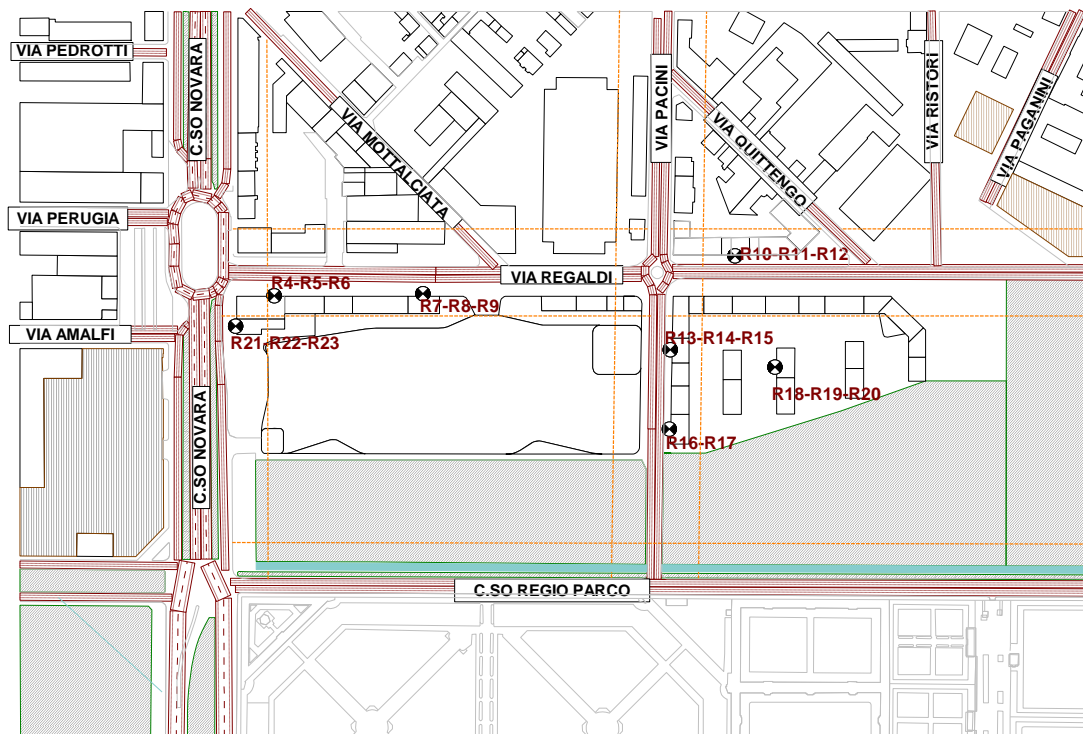 VIA PEDROTTI
C.SO NOVARA
VIA MOTTALCIATA
VIA PACINI
VIA QUITTENGO
VIA RISTORI
VIA PAGANINI
VIA PERUGIA
R10-R11-R12
VIA REGALDI
R4-R5-R6
R7-R8-R9
VIA AMALFI
R21-R22-R23
R13-R14-R15
R18-R19-R20
C.SO NOVARA
R16-R17
C.SO REGIO PARCO